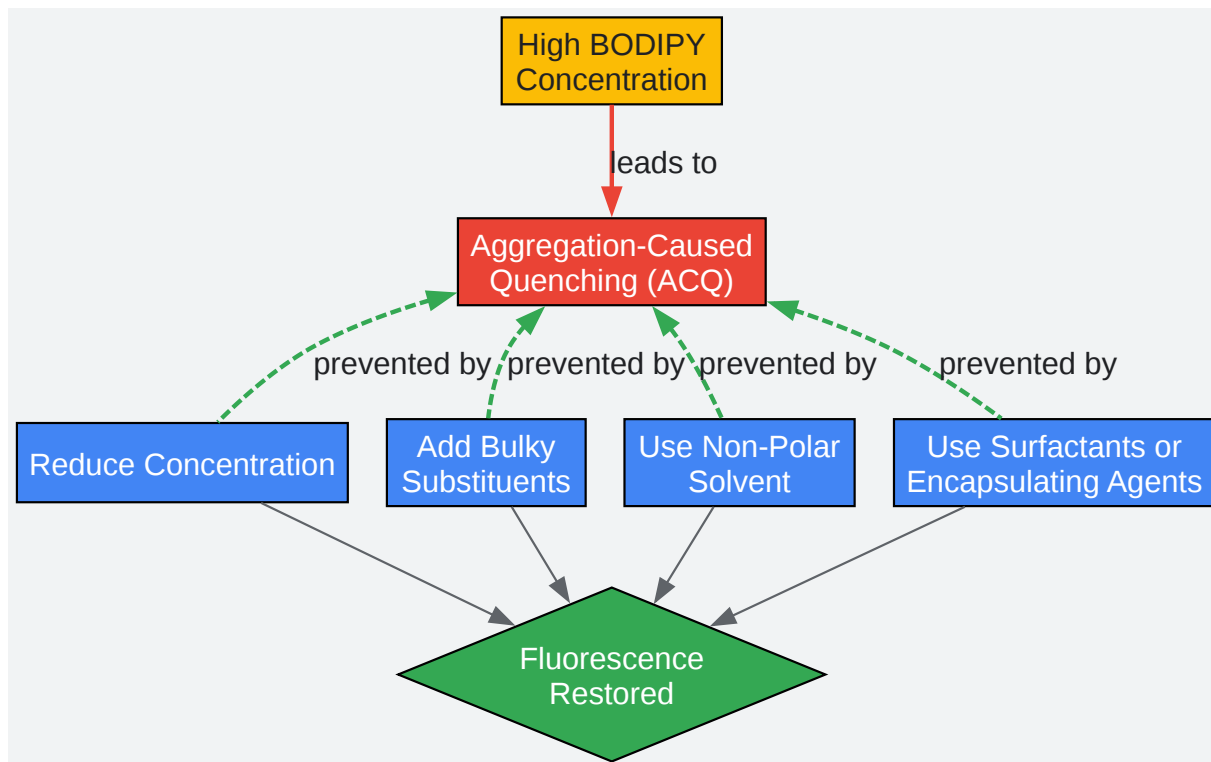 High BODIPY
Concentration
leads to
Aggregation-Caused
Quenching (ACQ)
prevented by
prevented by
prevented by
prevented by
Reduce Concentration
Add Bulky
Substituents
Use Non-Polar
Solvent
Use Surfactants or
Encapsulating Agents
Fluorescence
Restored